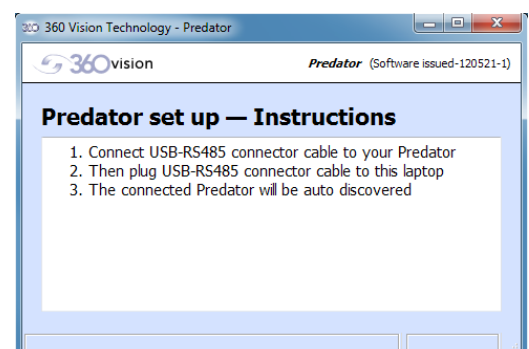 360 Vision Technology - Predator
360vision
Predator (Software issued-120521-1)
Predator set up — Instructions
1. Connect USB-RS485 connector cable to your Predator
2. Then plug USB-RS485 connector cable to this laptop
3. The connected Predator will be auto discovered